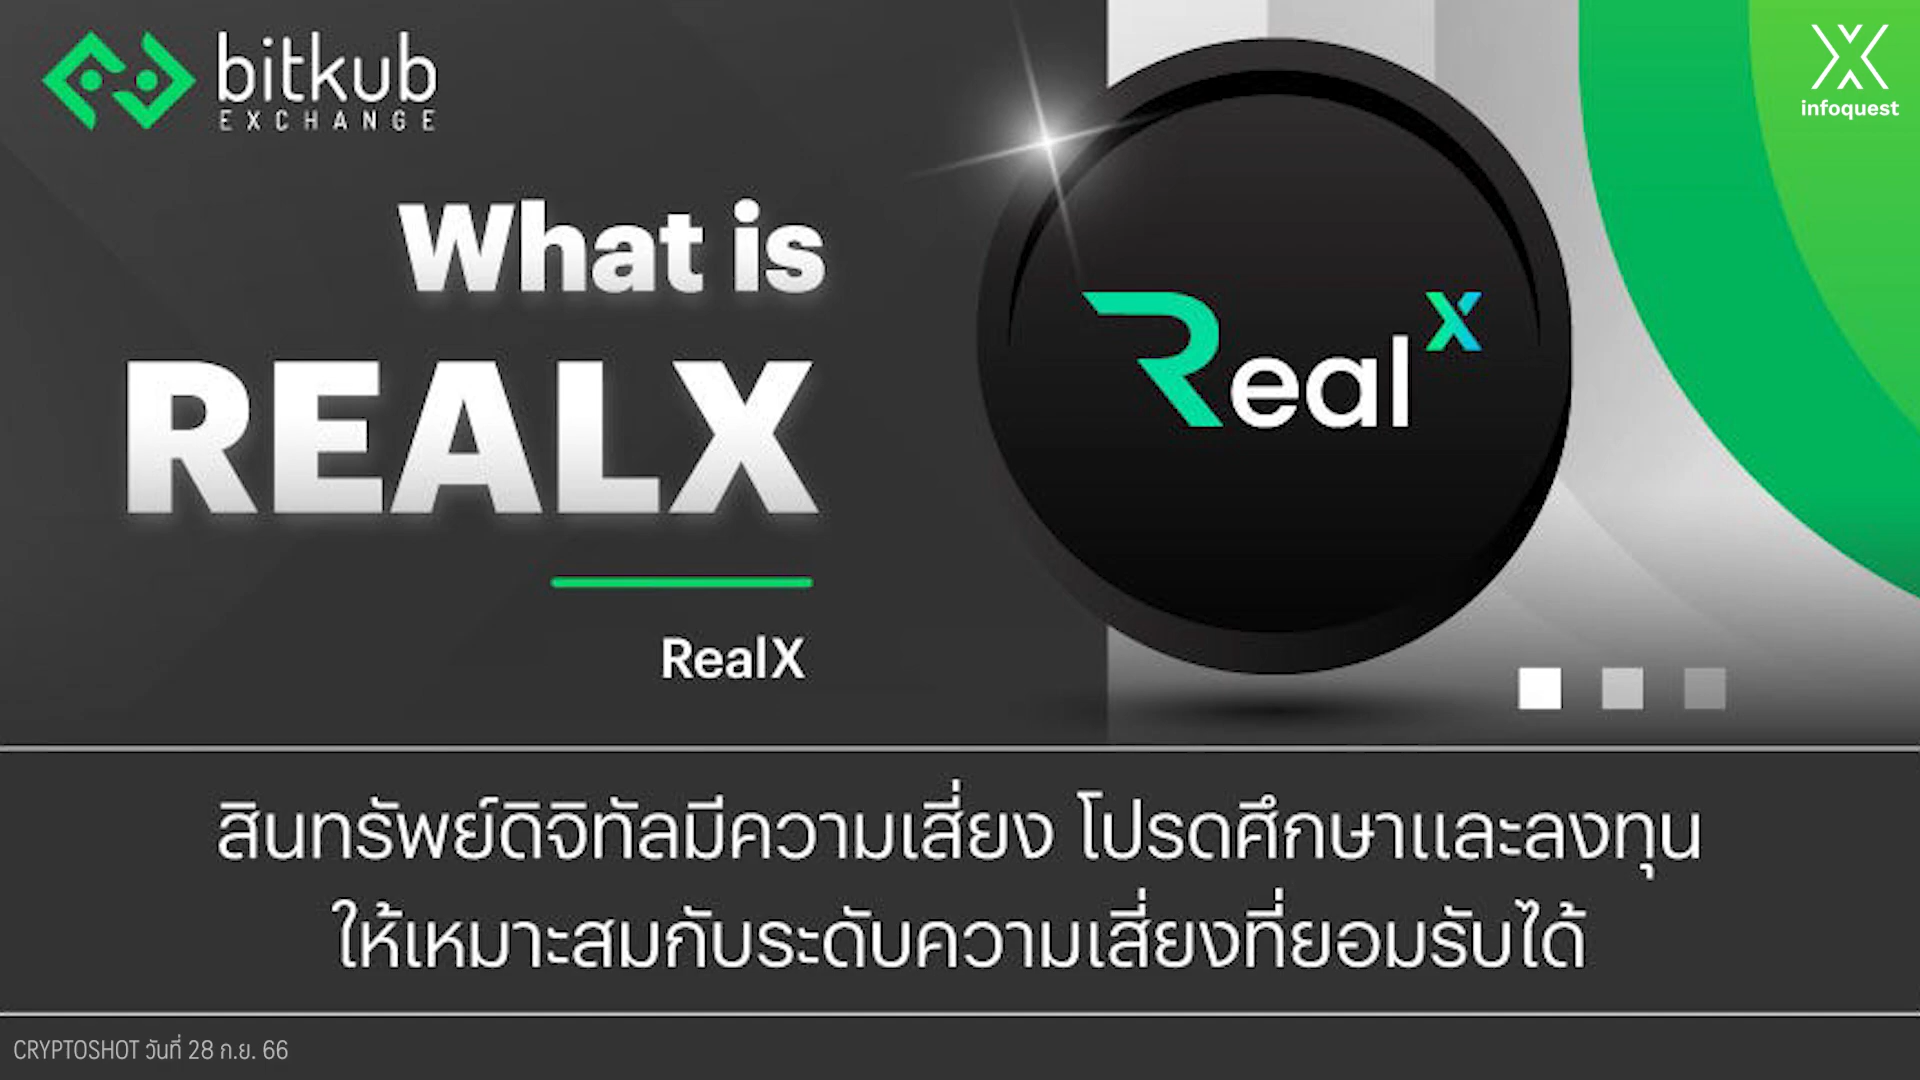 bitkub
EXCHANGE
infoquest
What is
REALX
Real X
RealX
สินทรัพย์ดิจิทัลมีความเสี่ยง โปรดศึกษาและลงทุน
ให้เหมาะสมกับระดับความเสี่ยงที่ยอมรับได้
CRYPTOSHOT วันที่ 28 ก.ย. 66